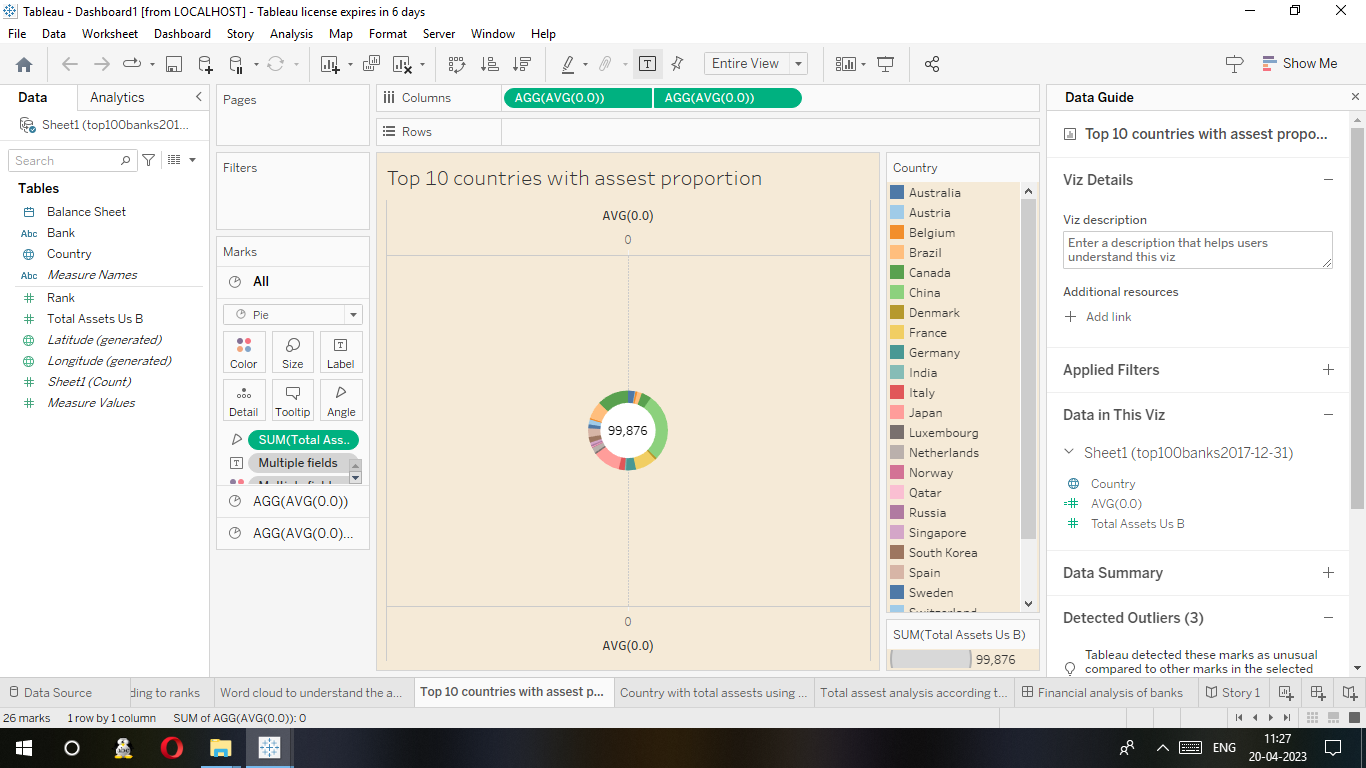 Tableau - Dashboard1 [from LOCALHOST] - Tableau license expires in 6 days
File Data Worksheet Dashboard Story Analysis Map Format Server Window Help
Entire View
Show Me
Data Analytics
Sheet1 (top100banks201...
Search
Tables
Balance Sheet
Abc Bank
Country
Abc Measure Names
Rank
Total Assets Us B
Latitude (generated)
Longitude (generated)
Sheet1 (Count)
Measure Values
Pages
Filters
Marks
All
Pie
Color Size Label
Detail Tooltip Angle
SUM(Total Ass..
Multiple fields
AGG(AVG(0.0))
AGG(AVG(0.0)...
Columns AGG(AVG(0.0)) AGG(AVG(0.0))
Rows
Top 10 countries with assest proportion
AVG(0.0)
0
99,876
0
AVG(0.0)
Country
Australia
Austria
Belgium
Brazil
Canada
China
Denmark
France
Germany
India
Italy
Japan
Luxembourg
Netherlands
Norway
Qatar
Russia
Singapore
South Korea
Spain
Sweden
Switzerland
SUM(Total Assets Us B)
99,876
Data Guide
Top 10 countries with assest propo...
Viz Details
Viz description
Enter a description that helps users
understand this viz
Additional resources
Add link
Applied Filters
Data in This Viz
Sheet1 (top100banks2017-12-31)
Country
AVG(0.0)
Total Assets Us B
Data Summary
Detected Outliers (3)
Tableau detected these marks as unusual
compared to other marks in the selected
Data Source ding to ranks Word cloud to understand the a... Top 10 countries with assest p... Country with total assests using ... Total assest analysis according t... Financial analysis of banks Story 1
26 marks 1 row by 1 column SUM of AGG(AVG(0.0)): 0
ENG
11:27
20-04-2023